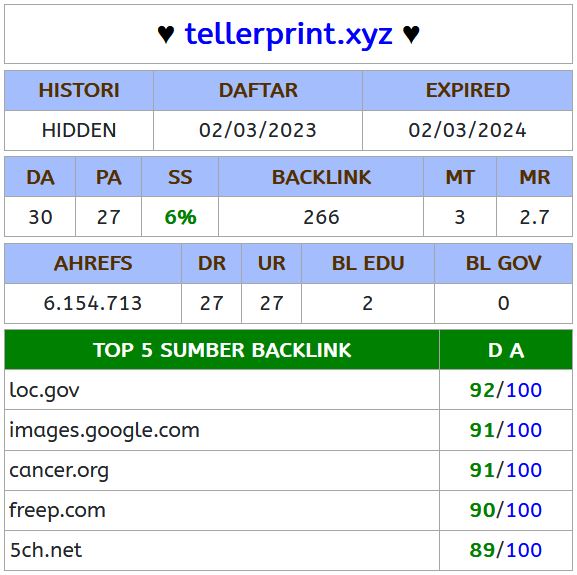 ♥ tellerprint.xyz ♥
HISTORI DAFTAR EXPIRED
HIDDEN 02/03/2023 02/03/2024
DA PA SS BACKLINK MT MR
30 27 6% 266 3 2.7
AHREFS DR UR BL EDU BL GOV
6.154.713 27 27 2 0
TOP 5 SUMBER BACKLINK D A
loc.gov 92/100
images.google.com 91/100
cancer.org 91/100
freep.com 90/100
5ch.net 89/100